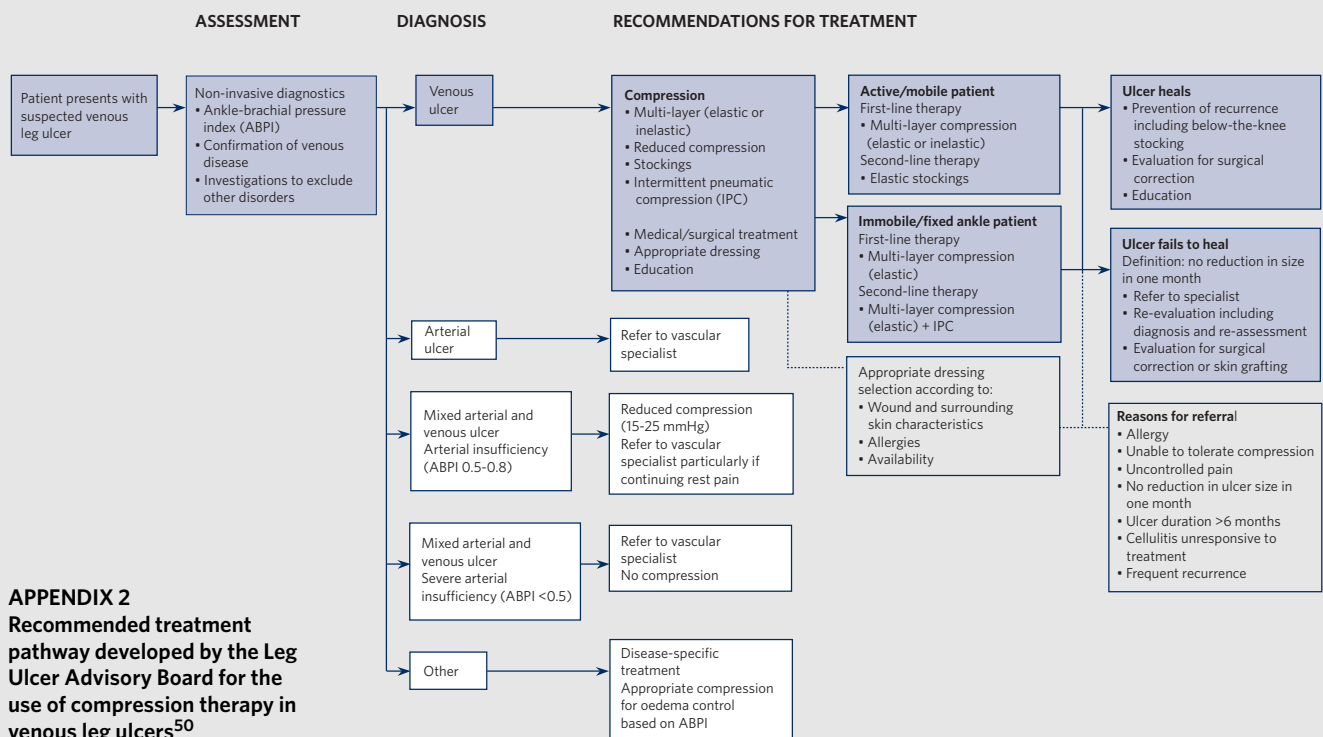 ASSESSMENT
DIAGNOSIS
RECOMMENDATIONS FOR TREATMENT
Patient presents with
suspected venous
leg ulcer
Non-invasive diagnostics
• Ankle-brachial pressure
index (ABPI)
• Confirmation of venous
disease
• Investigations to exclude
other disorders
Venous
ulcer
Compression
• Multi-layer (elastic or
inelastic)
• Reduced compression
• Stockings
• Intermittent pneumatic
compression (IPC)
• Medical/surgical treatment
• Appropriate dressing
• Education
Active/mobile patient
First-line therapy
• Multi-layer compression
(elastic or inelastic)
Second-line therapy
• Elastic stockings
Immobile/fixed ankle patient
First-line therapy
• Multi-layer compression
(elastic)
Second-line therapy
• Multi-layer compression
(elastic) + IPC
Ulcer heals
• Prevention of recurrence
including below-the-knee
stocking
• Evaluation for surgical
correction
• Education
Ulcer fails to heal
Definition: no reduction in size
in one month
• Refer to specialist
• Re-evaluation including
diagnosis and re-assessment
• Evaluation for surgical
correction or skin grafting
Appropriate dressing
selection according to:
• Wound and surrounding
skin characteristics
• Allergies
• Availability
Reasons for referral
• Allergy
• Unable to tolerate compression
• Uncontrolled pain
• No reduction in ulcer size in
one month
• Ulcer duration >6 months
• Cellulitis unresponsive to
treatment
• Frequent recurrence
Arterial
ulcer
Refer to vascular
specialist
Mixed arterial and
venous ulcer
Arterial insufficiency
(ABPI 0.5-0.8)
Reduced compression
(15-25 mmHg)
Refer to vascular
specialist particularly if
continuing rest pain
Mixed arterial and
venous ulcer
Severe arterial
insufficiency (ABPI <0.5)
Refer to vascular
specialist
No compression
Other
Disease-specific
treatment
Appropriate compression
for oedema control
based on ABPI
APPENDIX 2
Recommended treatment
pathway developed by the Leg
Ulcer Advisory Board for the
use of compression therapy in
venous leg ulcers50